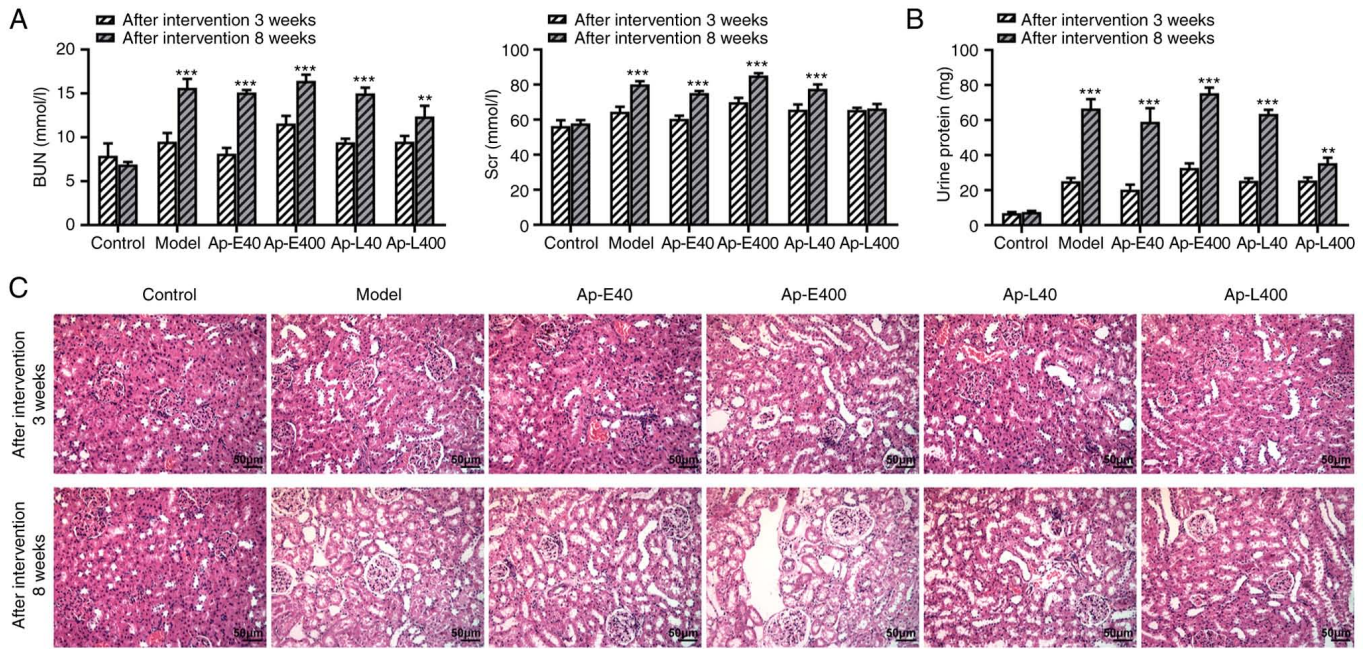 A
After intervention 3 weeks
After intervention 8 weeks
BUN (mmol/l)
20
15
10
5
0
***
***
***
***
**
Control Model Ap-E40 Ap-E400 Ap-L40 Ap-L400
After intervention 3 weeks
After intervention 8 weeks
Scr (mmol/l)
100
80
60
40
20
0
***
***
***
***
Control Model Ap-E40 Ap-E400 Ap-L40 Ap-L400
B
After intervention 3 weeks
After intervention 8 weeks
Urine protein (mg)
100
80
60
40
20
0
***
***
***
***
**
Control Model Ap-E40 Ap-E400 Ap-L40 Ap-L400
C
Control Model Ap-E40 Ap-E400 Ap-L40 Ap-L400
After intervention
3 weeks
50μm 50μm 50μm 50μm 50μm 50μm
After intervention
8 weeks
50μm 50μm 50μm 50μm 50μm 50μm